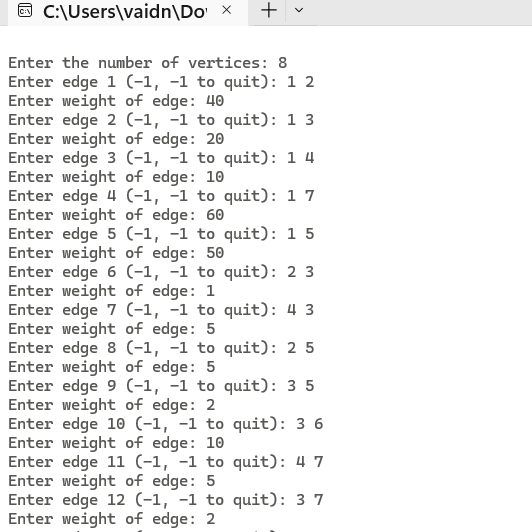 C:\Users\vaidn\Do
Enter the number of vertices: 8
Enter edge 1 (-1, -1 to quit): 1 2
Enter weight of edge: 40
Enter edge 2 (-1, -1 to quit): 1 3
Enter weight of edge: 20
Enter edge 3 (-1, -1 to quit): 1 4
Enter weight of edge: 10
Enter edge 4 (-1, -1 to quit): 1 7
Enter weight of edge: 60
Enter edge 5 (-1, -1 to quit): 1 5
Enter weight of edge: 50
Enter edge 6 (-1, -1 to quit): 2 3
Enter weight of edge: 1
Enter edge 7 (-1, -1 to quit): 4 3
Enter weight of edge: 5
Enter edge 8 (-1, -1 to quit): 2 5
Enter weight of edge: 5
Enter edge 9 (-1, -1 to quit): 3 5
Enter weight of edge: 2
Enter edge 10 (-1, -1 to quit): 3 6
Enter weight of edge: 10
Enter edge 11 (-1, -1 to quit): 4 7
Enter weight of edge: 5
Enter edge 12 (-1, -1 to quit): 3 7
Enter weight of edge: 2